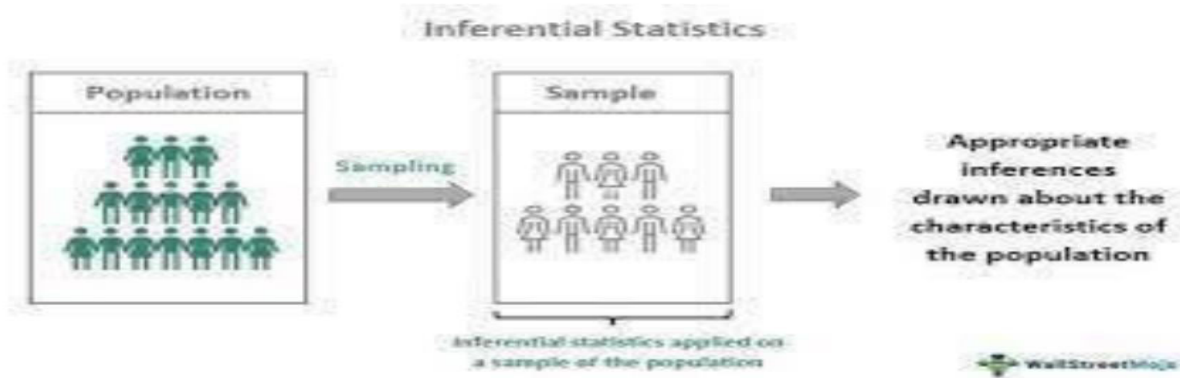 Inferential Statistics
Population
Sample
Sampling
Appropriate
inferences
drawn about the
characteristics of
the population
Inferential statistics applied on
a sample of the population
WallStreetMojo